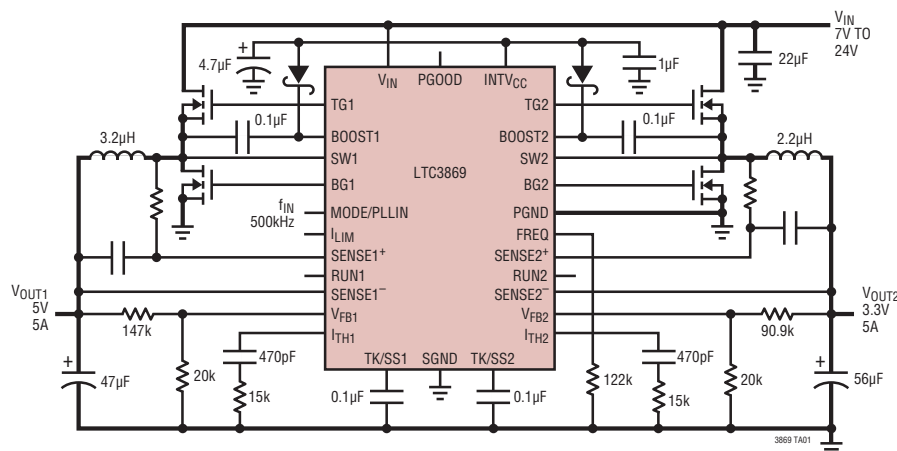 VIN
7V TO
24V
4.7µF
1µF
22µF
VIN
PGOOD
INTVCC
TG1
TG2
0.1µF
0.1µF
3.2µH
2.2µH
BOOST1
BOOST2
SW1
SW2
LTC3869
BG1
BG2
fIN
500kHz
MODE/PLLIN
PGND
ILIM
FREQ
SENSE1+
SENSE2+
RUN1
RUN2
SENSE1–
SENSE2–
VOUT1
5V
5A
VOUT2
3.3V
5A
VFB1
VFB2
147k
90.9k
ITH1
ITH2
470pF
470pF
TK/SS1
SGND
TK/SS2
47µF
20k
15k
0.1µF
0.1µF
122k
15k
20k
56µF
3869 TA01